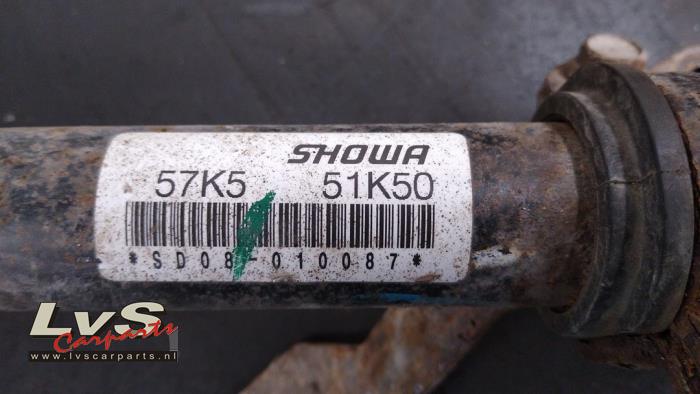 SHOWA
57K5 51K50
*SD08-010087*
LvS
Carparts
www.lvscarparts.nl